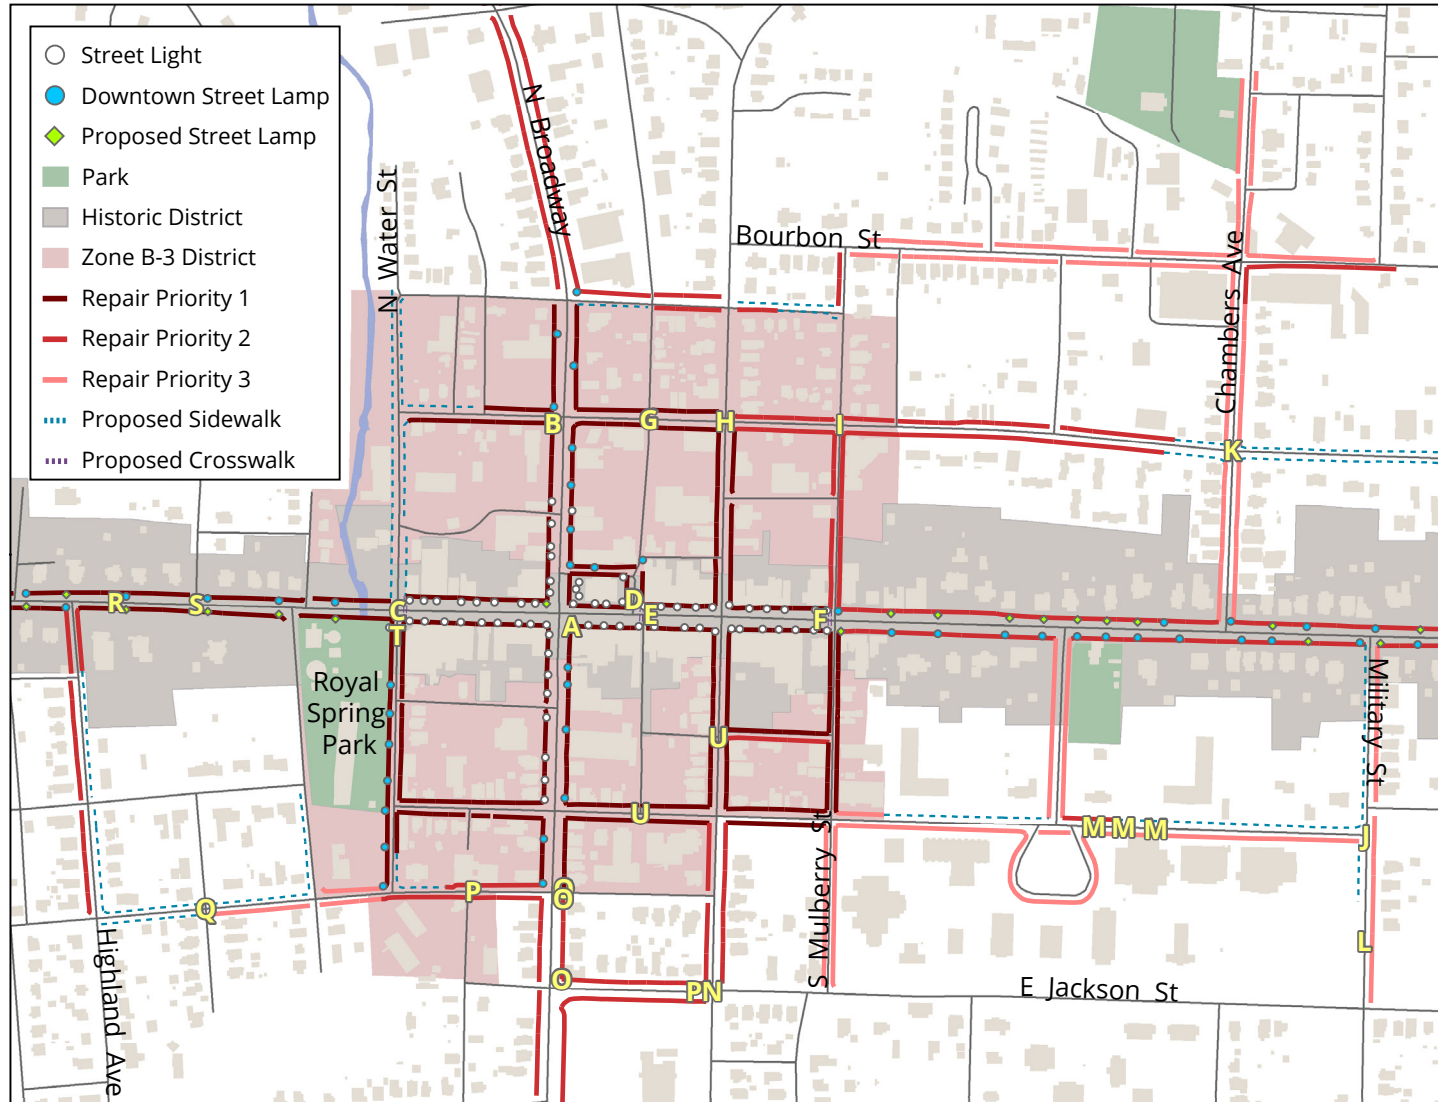 Street Light
Downtown Street Lamp
Proposed Street Lamp
Park
Historic District
Zone B-3 District
Repair Priority 1
Repair Priority 2
Repair Priority 3
Proposed Sidewalk
Proposed Crosswalk
N Broadway
N Water St
Bourbon St
Chambers Ave
B
G
H
I
K
R
S
C
T
A
D
E
F
Royal
Spring
Park
U
Military St
U
S Mulberry St
M M M
J
P
O
O
Q
L
Highland Ave
O
P N
E Jackson St